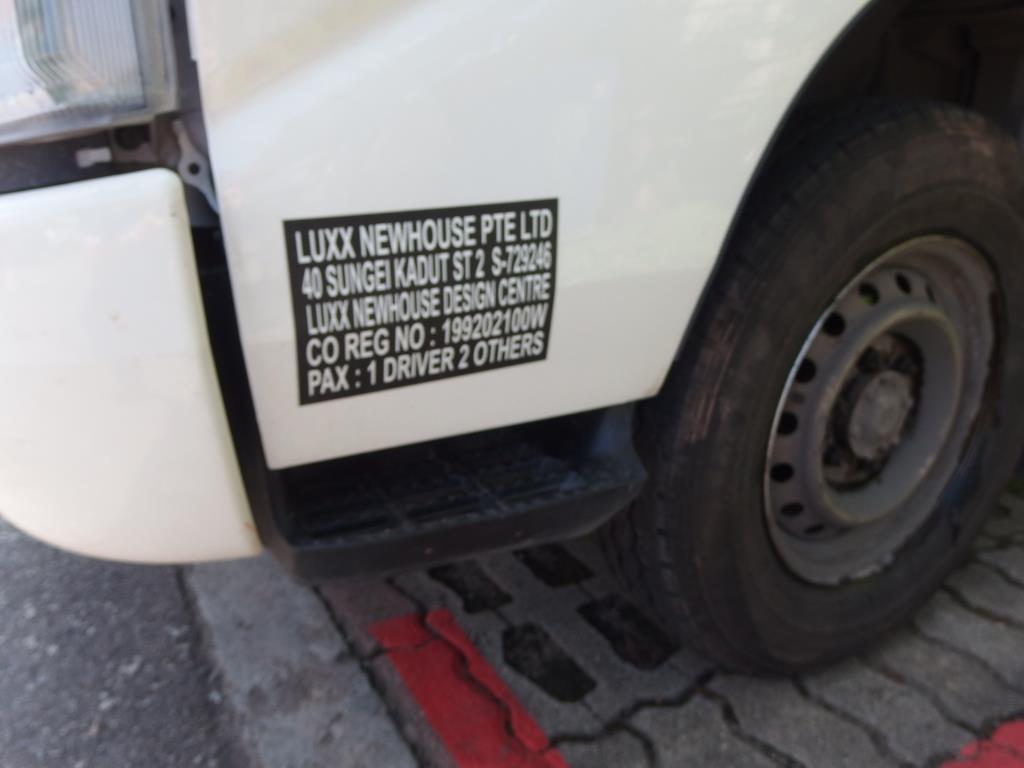 LUXX NEWHOUSE PTE LTD
40 SUNGEI KADUT ST 2 S-729246
LUXX NEWHOUSE DESIGN CENTRE
CO REG NO : 199202100W
PAX : 1 DRIVER 2 OTHERS